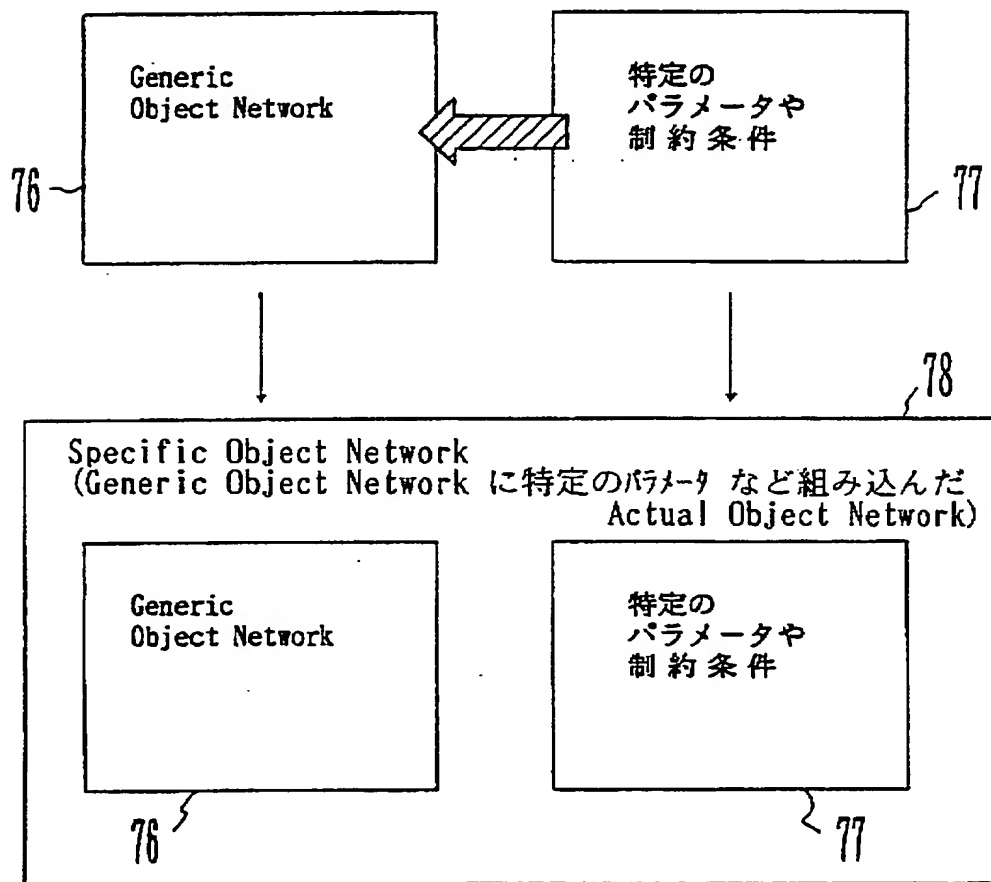 Generic
Object Network
特定の
パラメータや
制約条件
76
77
78
Specific Object Network
(Generic Object Network に特定のパラメータ など組み込んだ
Actual Object Network)
Generic
Object Network
特定の
パラメータや
制約条件
76
77